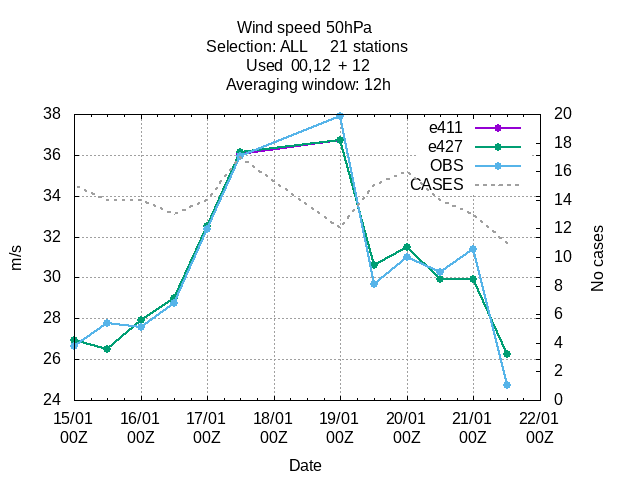 Wind speed 50hPa
Selection: ALL 21 stations
Used 00,12 + 12
Averaging window: 12h
38 20
e411
18
e427
36 16
OBS
CASES
34 14
32 12
m/s No cases
30 10
8
28 6
26 4
2
24 0
15/01 16/01 17/01 18/01 19/01 20/01 21/01 22/01
00Z 00Z 00Z 00Z 00Z 00Z 00Z 00Z
Date